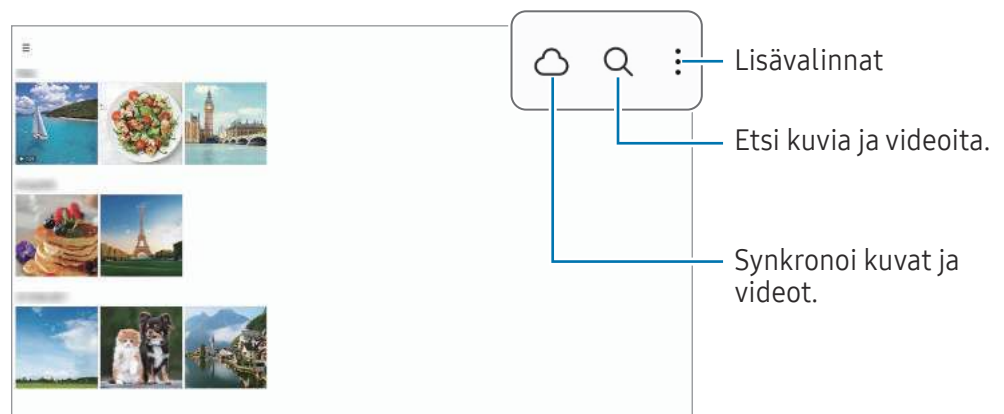 Lisävalinnat
Etsi kuvia ja videoita.
Synkronoi kuvat ja
videot.